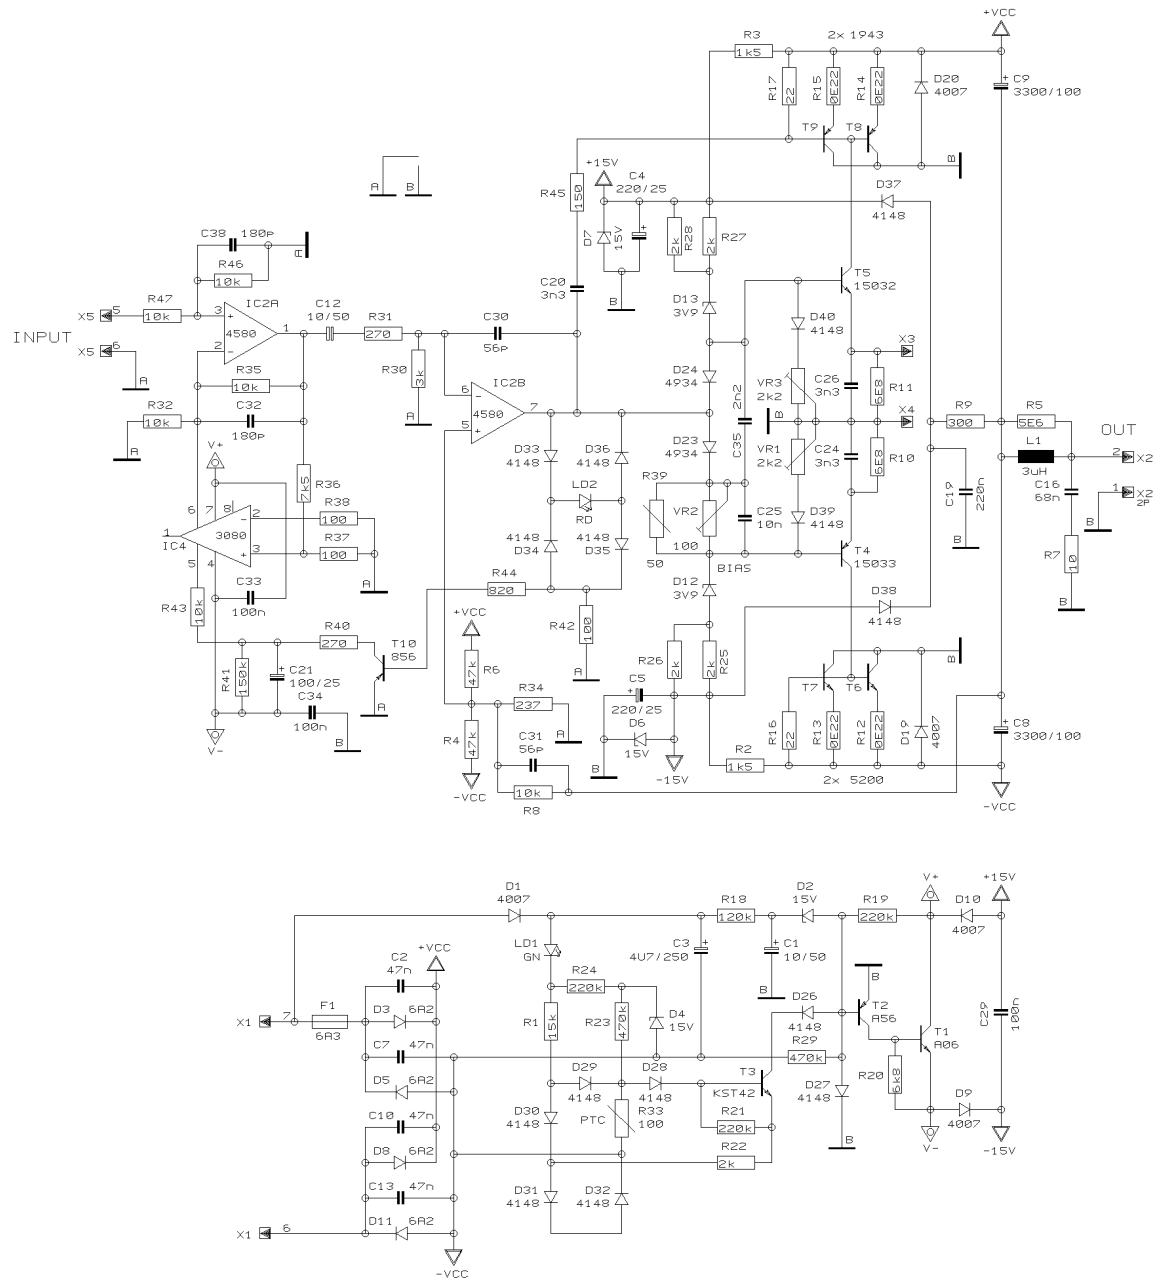 +VCC
R3
2x 1943
1k5
R17
22
R15
0E22
R14
0E22
D20
4007
C9
3300/100
T9
T8
B
A
B
+15V
C4
220/25
R45
150
D37
4148
C38
180p
A
D7
15V
R28
2k
R27
2k
R46
10k
C20
3n3
B
T5
15032
R47
X5
5
10k
3
IC2A
4580
1
C12
10/50
R31
270
C30
56p
D13
3V9
D40
4148
X3
INPUT
X5
6
2
A
R30
3k
R35
10k
IC2B
6
4580
7
5
D24
4934
2n2
C35
VR3
2k2
C26
3n3
R11
6E8
R32
10k
C32
180p
A
A
B
X4
R9
300
R5
5E6
OUT
V+
D33
4148
D36
4148
D23
4934
VR1
2k2
C24
3n3
R10
6E8
L1
3uH
2
X2
R36
7k5
R38
100
R37
100
LD2
RD
R39
50
VR2
100
C25
10n
D39
4148
C19
220n
C16
68n
1
X2
2P
B
6
7
8
2
1
3080
3
IC4
5
4
4148
D34
4148
D35
BIAS
T4
15033
B
R7
10
B
C33
100n
A
R43
10k
R44
820
D12
3V9
D38
4148
R42
100
R40
270
T10
856
+VCC
R6
47k
R26
2k
R25
2k
B
R41
150k
C21
100/25
C34
100n
A
A
C5
220/25
T7
T6
V-
B
R34
237
R4
47k
A
D6
15V
B
-15V
R16
22
R13
0E22
R12
0E22
D19
4007
C8
3300/100
C31
56p
R2
1k5
2x 5200
-VCC
10k
R8
-VCC
D1
4007
R18
120k
D2
15V
R19
220k
V+
D10
4007
+15V
C2
47n
+VCC
LD1
GN
C3
4U7/250
C1
10/50
B
R24
220k
B
X1
7
F1
6A3
D3
6A2
R1
15k
R23
470k
D4
15V
D26
4148
T2
A56
C29
100n
C7
47n
R29
470k
T1
A06
D5
6A2
D29
4148
D28
4148
T3
KST42
D27
4148
R20
6k8
C10
47n
D30
4148
PTC
R33
100
R21
220k
D9
4007
D8
6A2
R22
2k
B
V-
-15V
C13
47n
D31
4148
D32
4148
X1
6
D11
6A2
-VCC